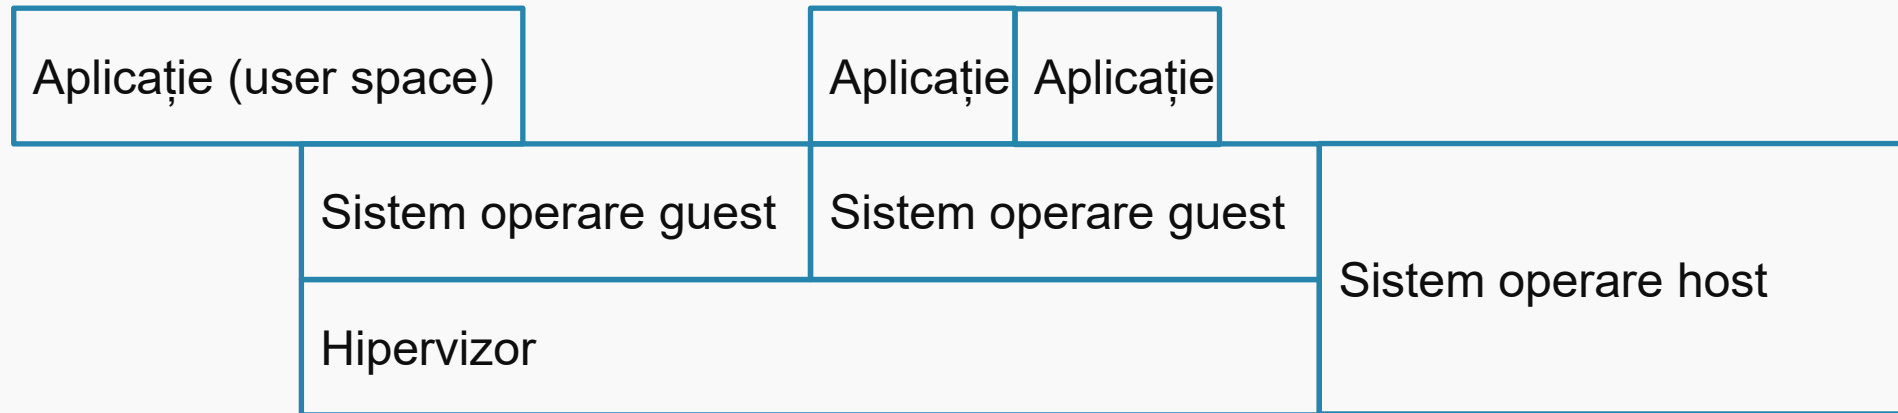 Aplicație (user space)
Aplicație
Aplicație
Sistem operare guest
Sistem operare guest
Sistem operare host
Hipervizor